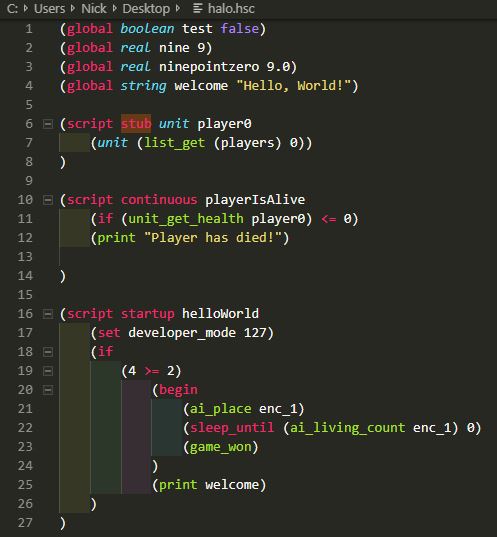 C: > Users > Nick > Desktop > halo.hsc
1 (global boolean test false)
2 (global real nine 9)
3 (global real ninepointzero 9.0)
4 (global string welcome "Hello, World!")
5
6 (script stub unit player0
7 (unit (list_get (players) 0))
8 )
9
10 (script continuous playerIsAlive
11 (if (unit_get_health player0) <= 0)
12 (print "Player has died!")
13
14 )
15
16 (script startup helloWorld
17 (set developer_mode 127)
18 (if
19 (4 >= 2)
20 (begin
21 (ai_place enc_1)
22 (sleep_until (ai_living_count enc_1) 0)
23 (game_won)
24 )
25 (print welcome)
26 )
27 )